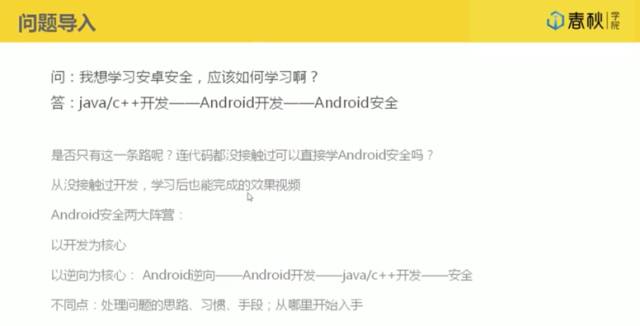 问题导入
春秋学院
问：我想学习安卓安全，应该如何学习啊？
答：java/c++开发——Android开发——Android安全
是否只有这一条路呢？连代码都没接触过可以直接学Android安全吗？
从没接触过开发，学习后也能完成的效果视频
Android安全两大阵营：
以开发为核心
以逆向为核心： Android逆向——Android开发——java/c++开发——安全
不同点：处理问题的思路、习惯、手段；从哪里开始入手